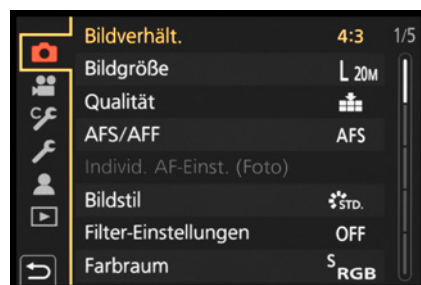 Bildverhält. 4:3 1/5
Bildgröße L 20M
Qualität
AFS/AFF AFS
Individ. AF-Einst. (Foto)
Bildstil STD.
Filter-Einstellungen OFF
Farbraum sRGB